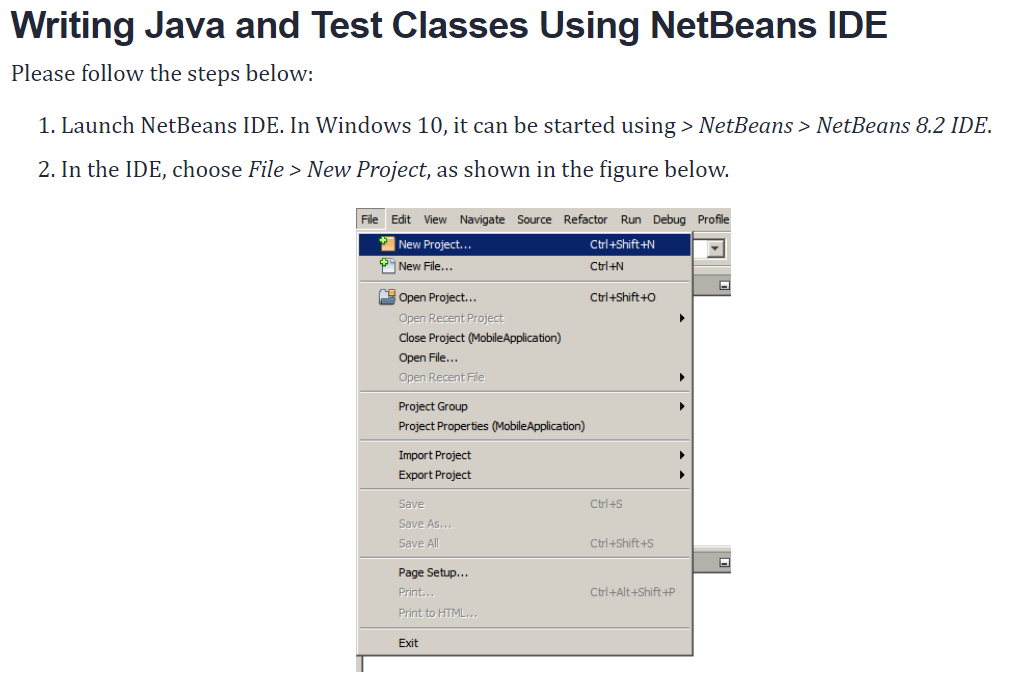 Writing Java and Test Classes Using NetBeans IDE
Please follow the steps below:
1. Launch NetBeans IDE. In Windows 10, it can be started using > NetBeans > NetBeans 8.2 IDE.
2. In the IDE, choose File > New Project, as shown in the figure below.
File Edit View Navigate Source Refactor Run Debug Profile
New Project... Ctrl+Shift+N
New File... Ctrl+N
Open Project... Ctrl+Shift+O
Open Recent Project
Close Project (MobileApplication)
Open File...
Open Recent File
Project Group
Project Properties (MobileApplication)
Import Project
Export Project
Save Ctrl+S
Save As...
Save All Ctrl+Shift+S
Page Setup...
Print... Ctrl+Alt+Shift+P
Print to HTML...
Exit